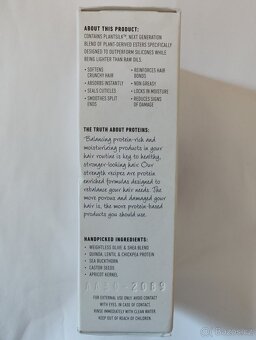 ABOUT THIS PRODUCT:
CONTAINS PLANTSILK™, NEXT GENERATION
BLEND OF PLANT-DERIVED ESTERS SPECIFICALLY
DESIGNED TO OUTPERFORM SILICONES WHILE
BEING LIGHTER THAN RAW OILS.
• SOFTENS CRUNCHY HAIR
• ABSORBS INSTANTLY
• SEALS CUTICLES
• SMOOTHES SPLIT ENDS
• REINFORCES HAIR BONDS
• NON GREASY
• LOCKS IN MOISTURE
• REDUCES SIGNS OF DAMAGE
THE TRUTH ABOUT PROTEINS:
"Balancing protein-rich and
moisturizing products in your
hair routine is key to healthy,
stronger-looking hair. Our
strength recipes are protein
enriched formulas designed to
rebalance your hair needs. The
more porous and damaged your
hair is, the more protein-based
products you should use."
HANDPICKED INGREDIENTS:
• WEIGHTLESS OLIVE & SHEA BLEND
• QUINOA, LENTIL & CHICKPEA PROTEIN
• SEA BUCKTHORN
• CASTOR SEEDS
• APRICOT KERNEL
FOR EXTERNAL USE ONLY. AVOID CONTACT
WITH EYES. IN CASE OF CONTACT,
RINSE IMMEDIATELY WITH CLEAN WATER.
KEEP OUT OF REACH OF CHILDREN.